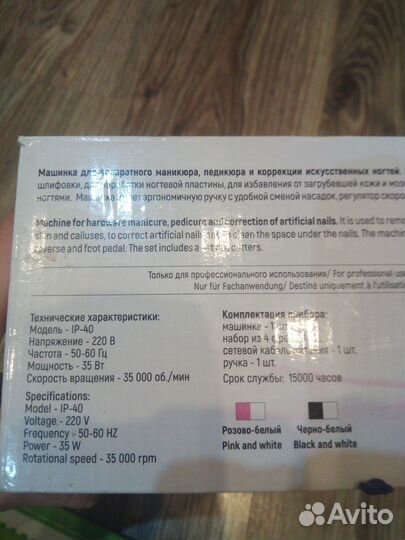 Машинка для аппаратного маникюра, педикюра и коррекции искусственных ногтей.
шлифовки, для обработки ногтевой пластины, для избавления от загрубевшей кожи и
ногтями. Машинка имеет эргономичную ручку с удобной сменой насадок, регулятор
Machine for hardware manicure, pedicure and correction of artificial nails. It is used to
skin and calluses, to correct artificial nails and to clean the space under the nails. The
reverse and foot pedal. The set includes a set of cutters.
Только для профессионального использования/ For professional
Nur für Fachanwendung/ Destiné uniquement à
Технические характеристики:
Модель - IP-40
Напряжение - 220 В
Частота - 50-60 Гц
Мощность - 35 Вт
Скорость вращения - 35 000 об./мин
Specifications:
Model - IP-40
Voltage - 220 V
Frequency - 50-60 HZ
Power - 35 W
Rotational speed - 35 000 rpm
Комплектация прибора:
машинка - 1 шт.
набор из 4
сетевой кабель питания - 1 шт.
ручка - 1 шт.
Срок службы: 15000 часов
Розово-белый Черно-белый
Pink and white Black and white
Avito